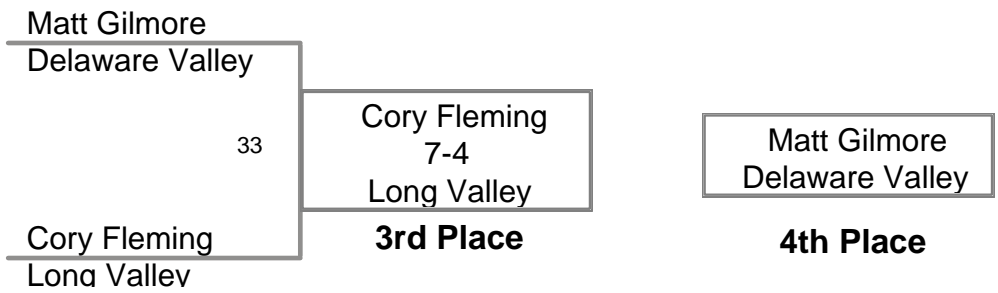 Matt Gilmore
Delaware Valley
33
Cory Fleming
7-4
Long Valley
3rd Place
Matt Gilmore
Delaware Valley
4th Place
Cory Fleming
Long Valley